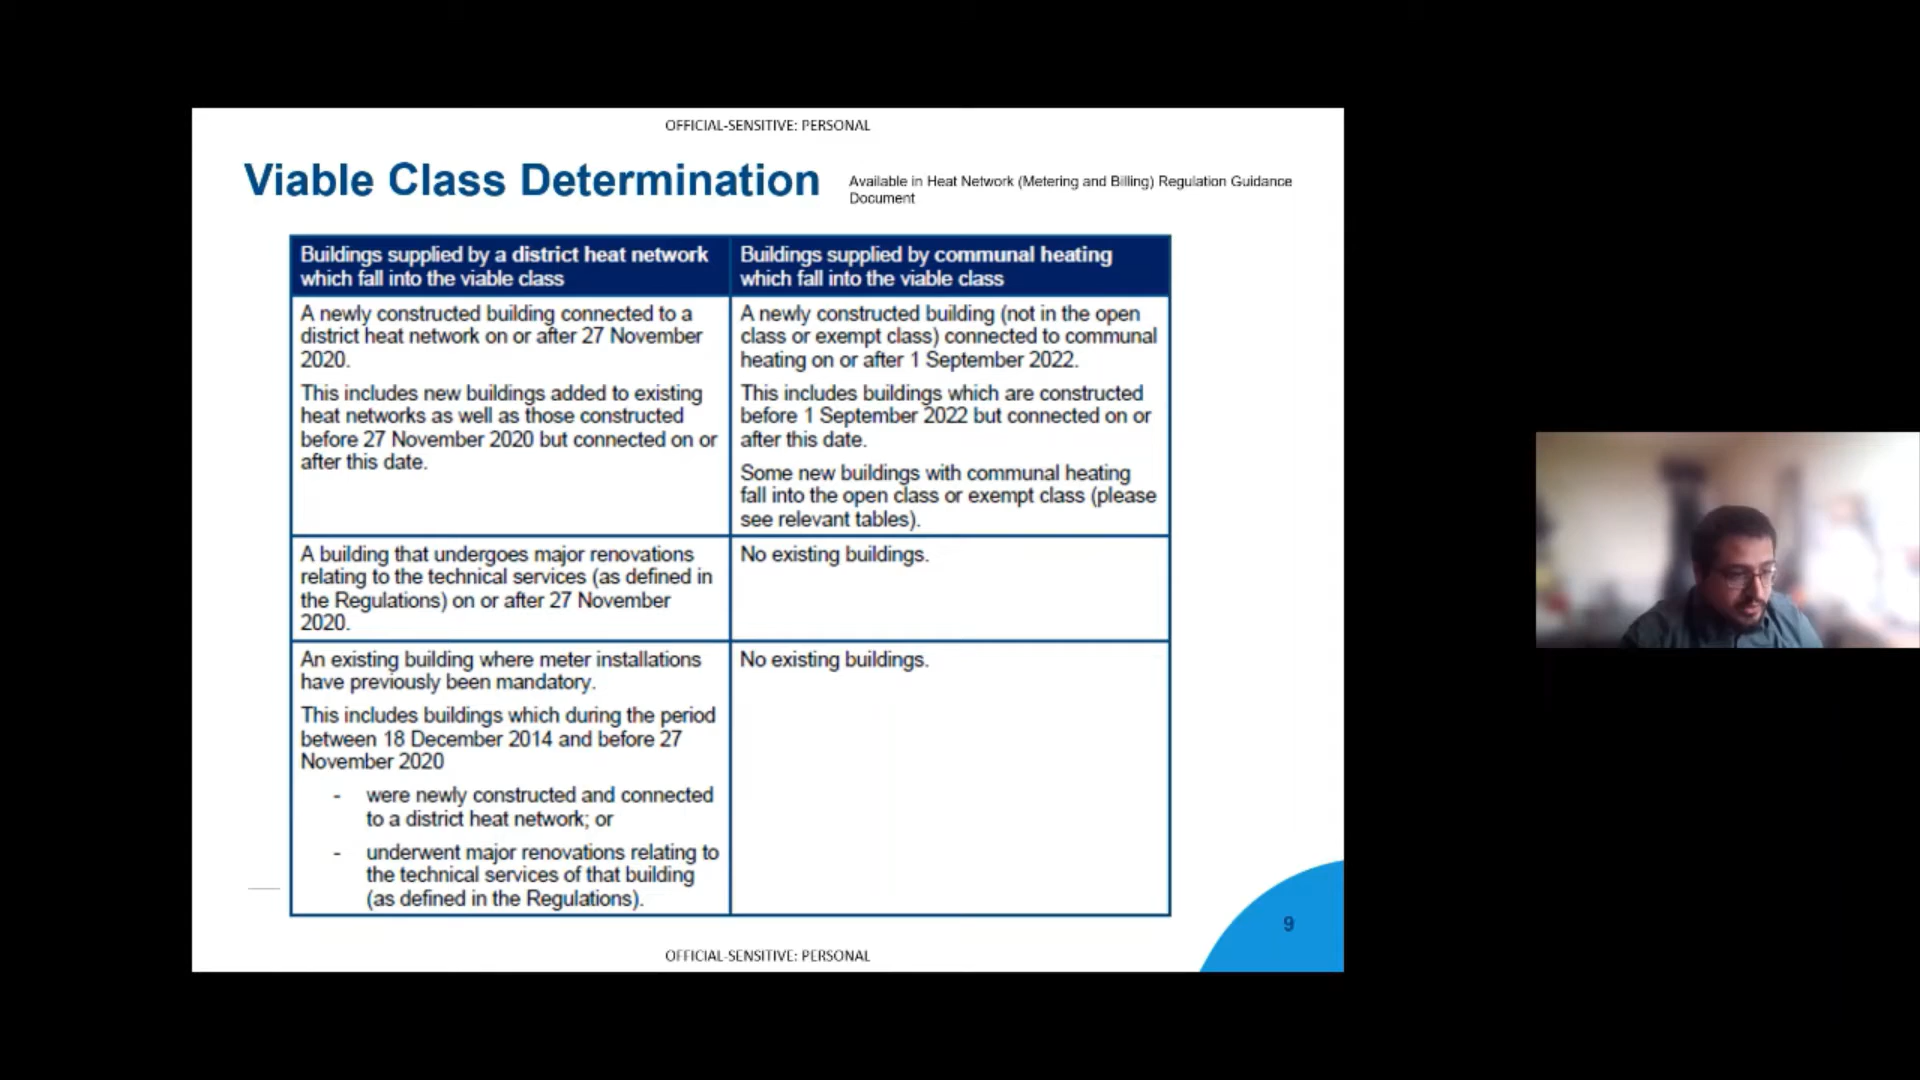 OFFICIAL-SENSITIVE: PERSONAL
Viable Class Determination
Available in Heat Network (Metering and Billing) Regulation Guidance
Document
Buildings supplied by a district heat network
which fall into the viable class
Buildings supplied by communal heating
which fall into the viable class
A newly constructed building connected to a
district heat network on or after 27 November
2020.
This includes new buildings added to existing
heat networks as well as those constructed
before 27 November 2020 but connected on or
after this date.
A newly constructed building (not in the open
class or exempt class) connected to communal
heating on or after 1 September 2022.
This includes buildings which are constructed
before 1 September 2022 but connected on or
after this date.
Some new buildings with communal heating
fall into the open class or exempt class (please
see relevant tables).
A building that undergoes major renovations
relating to the technical services (as defined in
the Regulations) on or after 27 November
2020.
No existing buildings.
An existing building where meter installations
have previously been mandatory.
This includes buildings which during the period
between 18 December 2014 and before 27
November 2020
- were newly constructed and connected
to a district heat network; or
- underwent major renovations relating to
the technical services of that building
(as defined in the Regulations).
No existing buildings.
9
OFFICIAL-SENSITIVE: PERSONAL